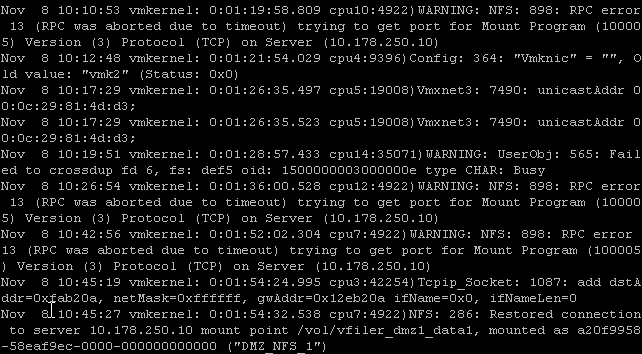 Nov  8 10:10:53 vmkernel: 0:01:19:58.809 cpu10:4922)WARNING: NFS: 898: RPC error
 13 (RPC was aborted due to timeout) trying to get port for Mount Program (10000
5) Version (3) Protocol (TCP) on Server (10.178.250.10)
Nov  8 10:12:48 vmkernel: 0:01:21:54.029 cpu4:9396)Config: 364: "Vmknic" = "", O
ld value: "vmk2" (Status: 0x0)
Nov  8 10:17:29 vmkernel: 0:01:26:35.497 cpu5:19008)Vmxnet3: 7490: unicastAddr 0
0:0c:29:81:4d:d3;
Nov  8 10:17:29 vmkernel: 0:01:26:35.523 cpu5:19008)Vmxnet3: 7490: unicastAddr 0
0:0c:29:81:4d:d3;
Nov  8 10:19:51 vmkernel: 0:01:28:57.433 cpu14:35071)WARNING: UserObj: 565: Fail
ed to crossdup fd 6, fs: def5 oid: 1500000003000000e type CHAR: Busy
Nov  8 10:26:54 vmkernel: 0:01:36:00.528 cpu12:4922)WARNING: NFS: 898: RPC error
 13 (RPC was aborted due to timeout) trying to get port for Mount Program (10000
5) Version (3) Protocol (TCP) on Server (10.178.250.10)
Nov  8 10:42:56 vmkernel: 0:01:52:02.304 cpu7:4922)WARNING: NFS: 898: RPC error
13 (RPC was aborted due to timeout) trying to get port for Mount Program (100005
) Version (3) Protocol (TCP) on Server (10.178.250.10)
Nov  8 10:45:19 vmkernel: 0:01:54:24.995 cpu3:42254)Tcpip_Socket: 1087: add dstA
ddr=0xfab20a, netMask=0xffffff, gwAddr=0x12eb20a ifName=0x0, ifNameLen=0
Nov  8 10:45:27 vmkernel: 0:01:54:32.538 cpu7:4922)NFS: 286: Restored connection
 to server 10.178.250.10 mount point /vol/vfiler_dmz1_data1, mounted as a20f9958
-58eaf9ec-0000-000000000000 ("DMZ_NFS_1")